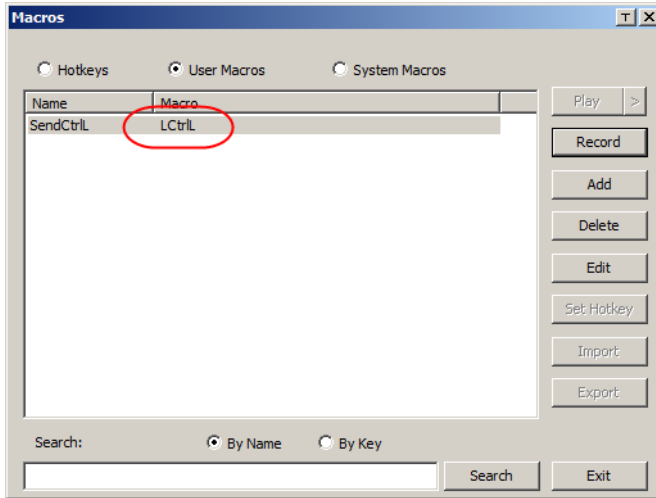 Macros
Hotkeys User Macros System Macros
Name Macro
SendCtrlL LCtrlL
Play >
Record
Add
Delete
Edit
Set Hotkey
Import
Export
Search: By Name By Key
Search Exit